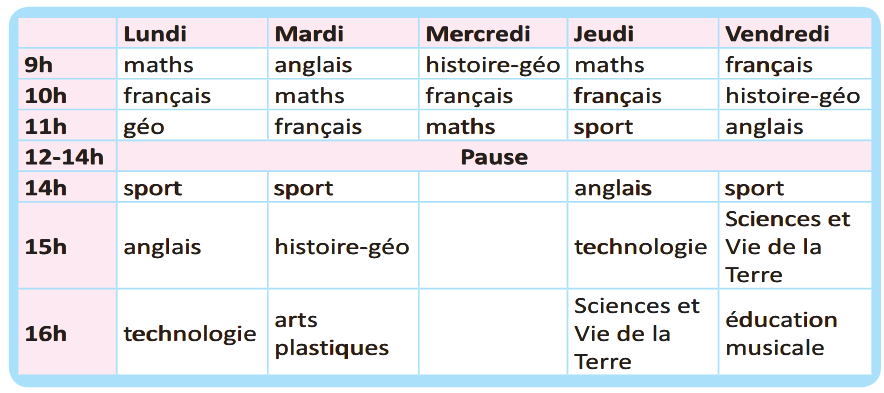 Lundi Mardi Mercredi Jeudi Vendredi
9h maths anglais histoire-géo maths français
10h français maths français français histoire-géo
11h géo français maths sport anglais
12-14h Pause
14h sport sport anglais sport
15h anglais histoire-géo technologie Sciences et
Vie de la
Terre
16h technologie arts
plastiques
Sciences et
Vie de la
Terre
éducation
musicale